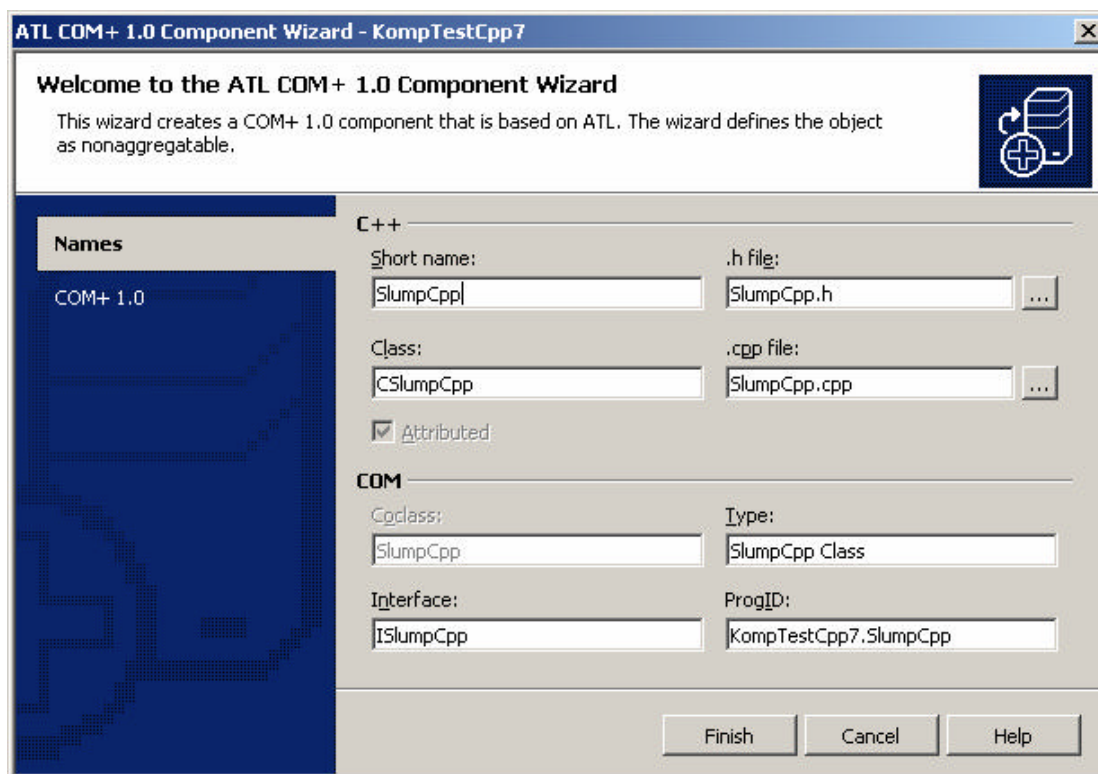 ATL COM+ 1.0 Component Wizard - KompTestCpp7
Welcome to the ATL COM+ 1.0 Component Wizard
This wizard creates a COM+ 1.0 component that is based on ATL. The wizard defines the object
as nonaggregatable.
Names
COM+ 1.0
C++
Short name:
SlumpCpp
.h file:
SlumpCpp.h
...
Class:
CSlumpCpp
.cpp file:
SlumpCpp.cpp
...
Attributed
COM
Coclass:
SlumpCpp
Type:
SlumpCpp Class
Interface:
ISlumpCpp
ProgID:
KompTestCpp7.SlumpCpp
Finish
Cancel
Help